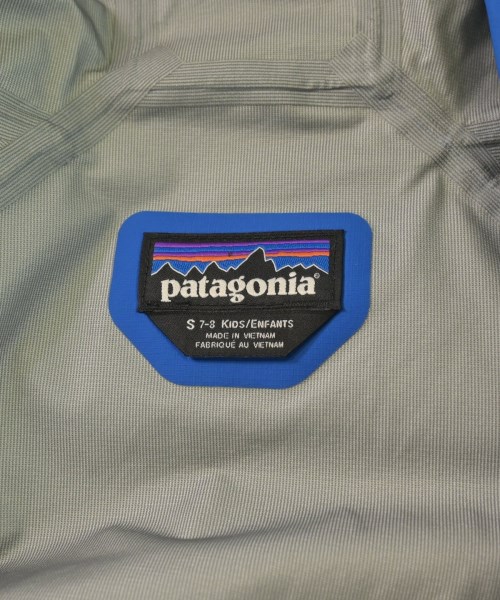 patagonia®
S 7-8 KIDS/ENFANTS
MADE IN VIETNAM
FABRIQUÉ AU VIETNAM